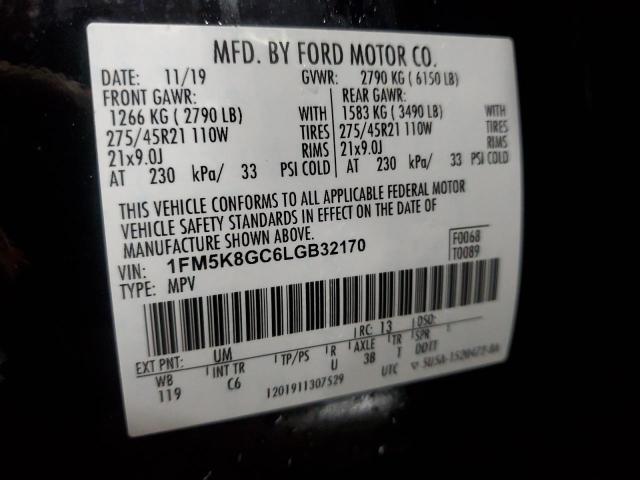 MFD. BY FORD MOTOR CO.
DATE: 11/19 GVWR: 2790 KG ( 6150 LB)
FRONT GAWR: REAR GAWR:
1266 KG ( 2790 LB) WITH 1583 KG ( 3490 LB) WITH
275/45R21 110W TIRES 275/45R21 110W TIRES
21x9.0J RIMS 21x9.0J RIMS
AT 230 kPa/ 33 PSI COLD AT 230 kPa/ 33 PSI COLD
THIS VEHICLE CONFORMS TO ALL APPLICABLE FEDERAL MOTOR
VEHICLE SAFETY STANDARDS IN EFFECT ON THE DATE OF
MANUFACTURE SHOWN ABOVE.
VIN: 1FM5K8GC6LGB32170 F0068
TYPE: MPV T0089
RC: 13 DSO:
EXT PNT: UM
WB INT TR TP/PS R AXLE TR SPR
119 C6 U 3B T DDTT
1201911307529 UTC